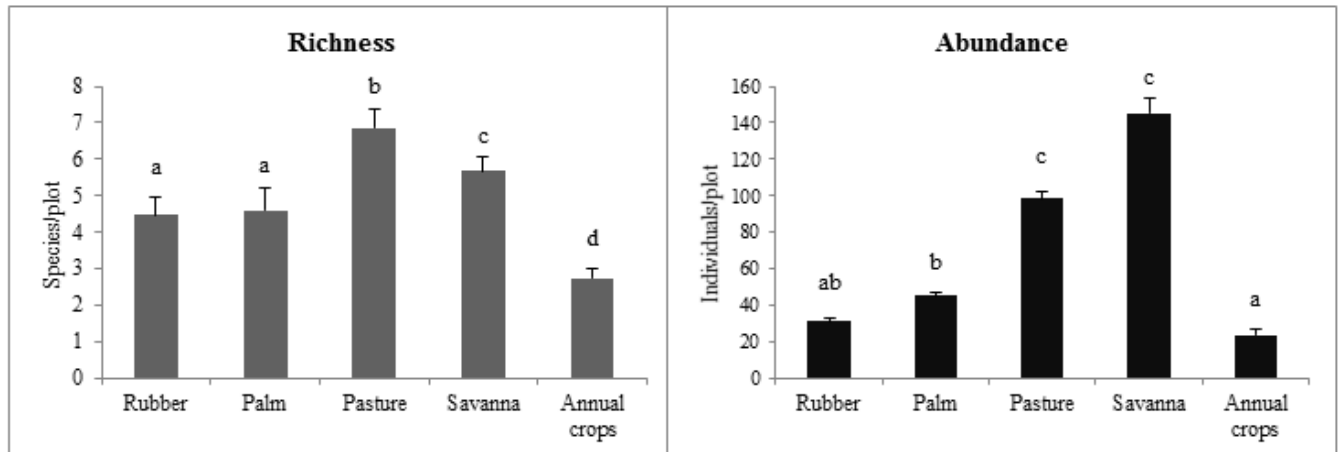 Richness
Species/plot
8
7
6
5
4
3
2
1
0
a
a
b
c
d
Rubber
Palm
Pasture
Savanna
Annual
crops
Abundance
Individuals/plot
160
140
120
100
80
60
40
20
0
ab
b
c
c
a
Rubber
Palm
Pasture
Savanna
Annual
crops